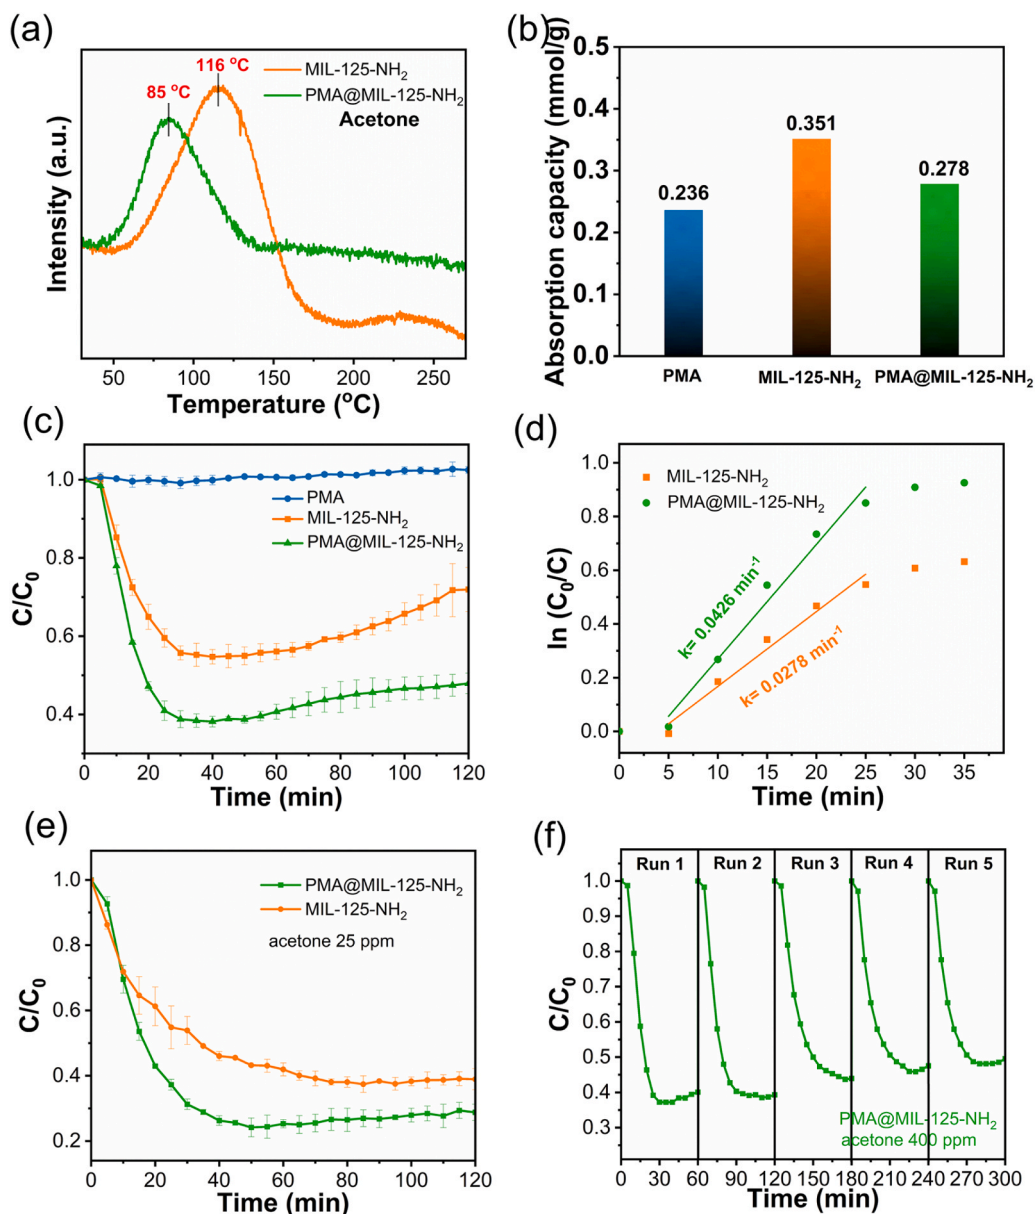 (a)
116 °C
85 °C
MIL-125-NH₂
PMA@MIL-125-NH₂
Acetone
Intensity (a.u.)
50 100 150 200 250
Temperature (°C)
(b)
Absorption capacity (mmol/g)
0.5
0.4
0.3
0.2
0.1
0.0
0.236
0.351
0.278
PMA MIL-125-NH₂ PMA@MIL-125-NH₂
(c)
C/C₀
1.0
0.8
0.6
0.4
PMA
MIL-125-NH₂
PMA@MIL-125-NH₂
0 20 40 60 80 100 120
Time (min)
(d)
ln (C₀/C)
1.0
0.8
0.6
0.4
0.2
0.0
MIL-125-NH₂
PMA@MIL-125-NH₂
k= 0.0426 min⁻¹
k= 0.0278 min⁻¹
0 5 10 15 20 25 30 35
Time (min)
(e)
C/C₀
1.0
0.8
0.6
0.4
0.2
PMA@MIL-125-NH₂
MIL-125-NH₂
acetone 25 ppm
0 20 40 60 80 100 120
Time (min)
(f)
C/C₀
1.0
0.9
0.8
0.7
0.6
0.5
0.4
0.3
Run 1 Run 2 Run 3 Run 4 Run 5
PMA@MIL-125-NH₂
acetone 400 ppm
0 30 60 90 120 150 180 210 240 270 300
Time (min)